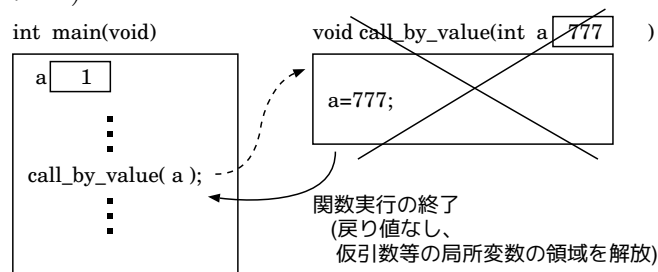 int main(void)
void call_by_value(int a 777 )
a 1
a=777;
call_by_value( a );
関数実行の終了
(戻り値なし、
仮引数等の局所変数の領域を解放)